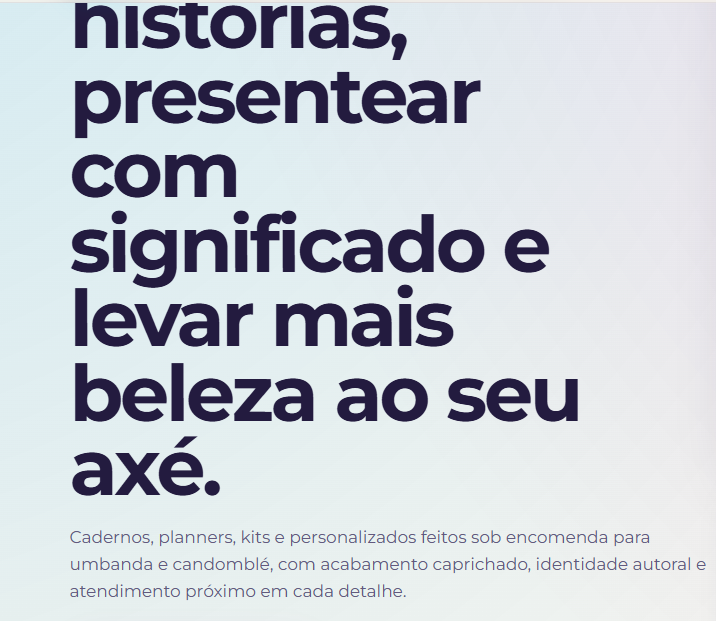 histórias,
presentear
com
significado e
levar mais
beleza ao seu
axé.
Cadernos, planners, kits e personalizados feitos sob encomenda para
umbanda e candomblé, com acabamento caprichado, identidade autoral e
atendimento próximo em cada detalhe.